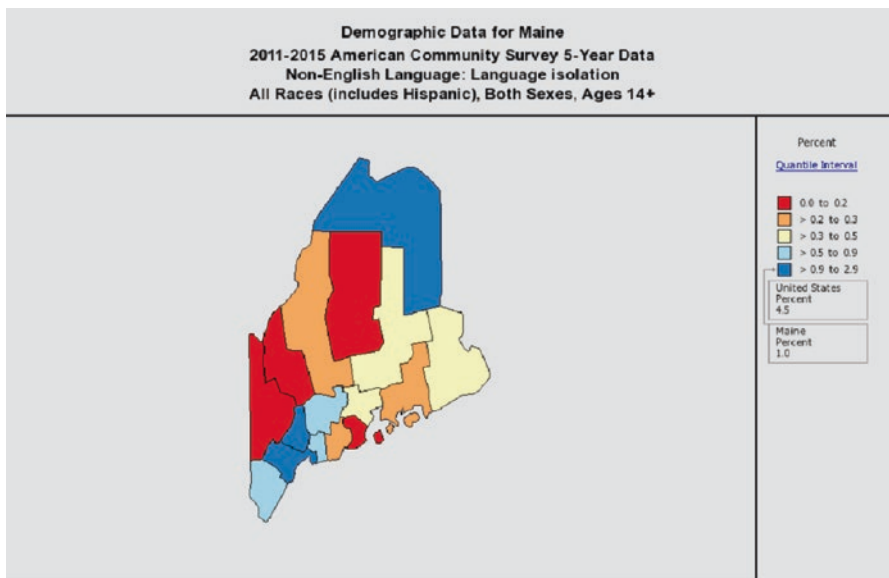 Demographic Data for Maine
2011-2015 American Community Survey 5-Year Data
Non-English Language: Language isolation
All Races (includes Hispanic), Both Sexes, Ages 14+
Percent
Quantile Interval
0.0 to 0.2
> 0.2 to 0.3
> 0.3 to 0.5
> 0.5 to 0.9
> 0.9 to 2.9
United States
Percent
4.5
Maine
Percent
1.0